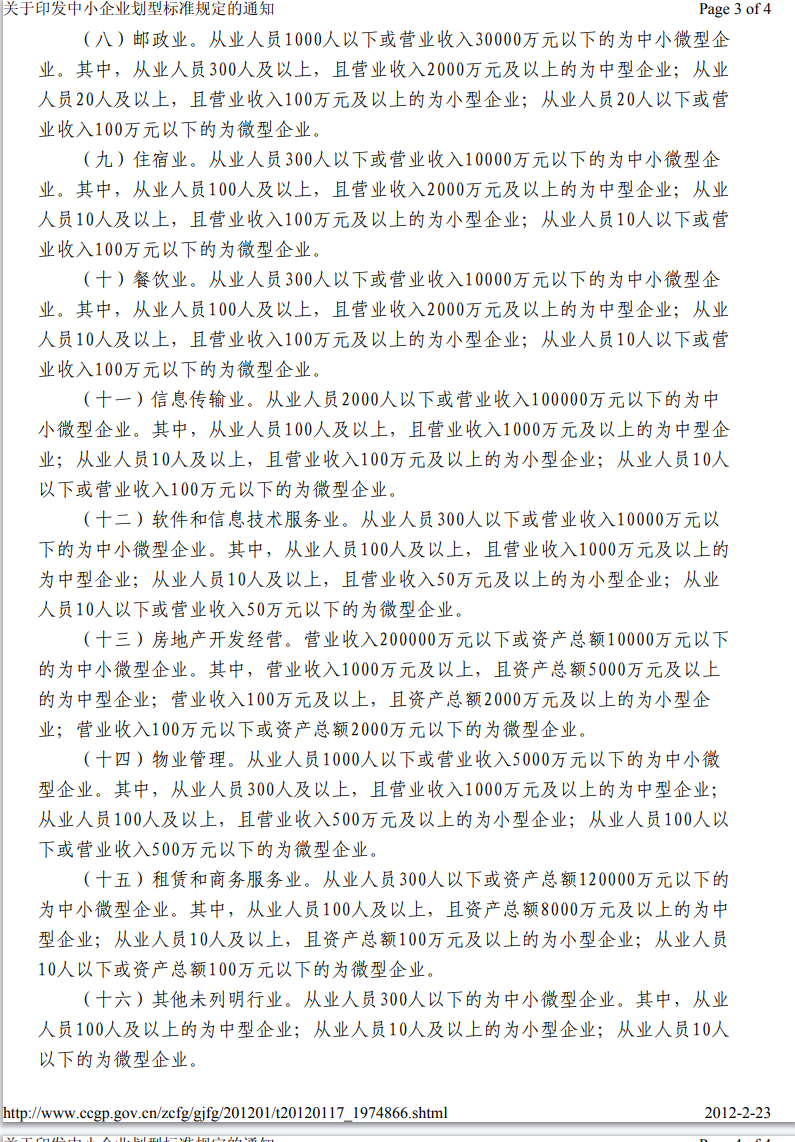 关于印发中小企业划型标准规定的通知 Page 3 of 4
（八）邮政业。从业人员1000人以下或营业收入30000万元以下的为中小微型企
业。其中，从业人员300人及以上，且营业收入2000万元及以上的为中型企业；从业
人员20人及以上，且营业收入100万元及以上的为小型企业；从业人员20人以下或营
业收入100万元以下的为微型企业。
（九）住宿业。从业人员300人以下或营业收入10000万元以下的为中小微型企
业。其中，从业人员100人及以上，且营业收入2000万元及以上的为中型企业；从业
人员10人及以上，且营业收入100万元及以上的为小型企业；从业人员10人以下或营
业收入100万元以下的为微型企业。
（十）餐饮业。从业人员300人以下或营业收入10000万元以下的为中小微型企
业。其中，从业人员100人及以上，且营业收入2000万元及以上的为中型企业；从业
人员10人及以上，且营业收入100万元及以上的为小型企业；从业人员10人以下或营
业收入100万元以下的为微型企业。
（十一）信息传输业。从业人员2000人以下或营业收入100000万元以下的为中
小微型企业。其中，从业人员100人及以上，且营业收入1000万元及以上的为中型企
业；从业人员10人及以上，且营业收入100万元及以上的为小型企业；从业人员10人
以下或营业收入100万元以下的为微型企业。
（十二）软件和信息技术服务业。从业人员300人以下或营业收入10000万元以
下的为中小微型企业。其中，从业人员100人及以上，且营业收入1000万元及以上的
为中型企业；从业人员10人及以上，且营业收入50万元及以上的为小型企业；从业
人员10人以下或营业收入50万元以下的为微型企业。
（十三）房地产开发经营。营业收入200000万元以下或资产总额10000万元以下
的为中小微型企业。其中，营业收入1000万元及以上，且资产总额5000万元及以上
的为中型企业；营业收入100万元及以上，且资产总额2000万元及以上的为小型企
业；营业收入100万元以下或资产总额2000万元以下的为微型企业。
（十四）物业管理。从业人员1000人以下或营业收入5000万元以下的为中小微
型企业。其中，从业人员300人及以上，且营业收入1000万元及以上的为中型企业；
从业人员100人及以上，且营业收入500万元及以上的为小型企业；从业人员100人以
下或营业收入500万元以下的为微型企业。
（十五）租赁和商务服务业。从业人员300人以下或资产总额120000万元以下的
为中小微型企业。其中，从业人员100人及以上，且资产总额8000万元及以上的为中
型企业；从业人员10人及以上，且资产总额100万元及以上的为小型企业；从业人员
10人以下或资产总额100万元以下的为微型企业。
（十六）其他未列明行业。从业人员300人以下的为中小微型企业。其中，从业
人员100人及以上的为中型企业；从业人员10人及以上的为小型企业；从业人员10人
以下的为微型企业。
http://www.ccgp.gov.cn/zcfg/gjfg/201201/t20120117_1974866.shtml 2012-2-23
关于印发中小企业划型标准规定的通知 Page 4 of 4